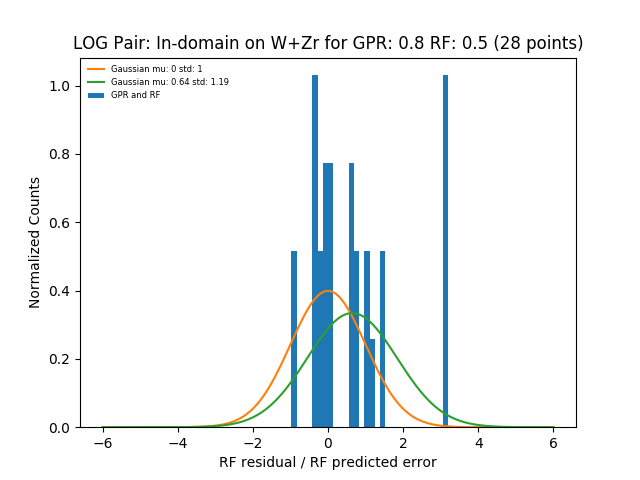 LOG Pair: In-domain on W+Zr for GPR: 0.8 RF: 0.5 (28 points)
Gaussian mu: 0 std: 1
Gaussian mu: 0.64 std: 1.19
GPR and RF
Normalized Counts
1.0
0.8
0.6
0.4
0.2
0.0
−6 −4 −2 0 2 4 6
RF residual / RF predicted error